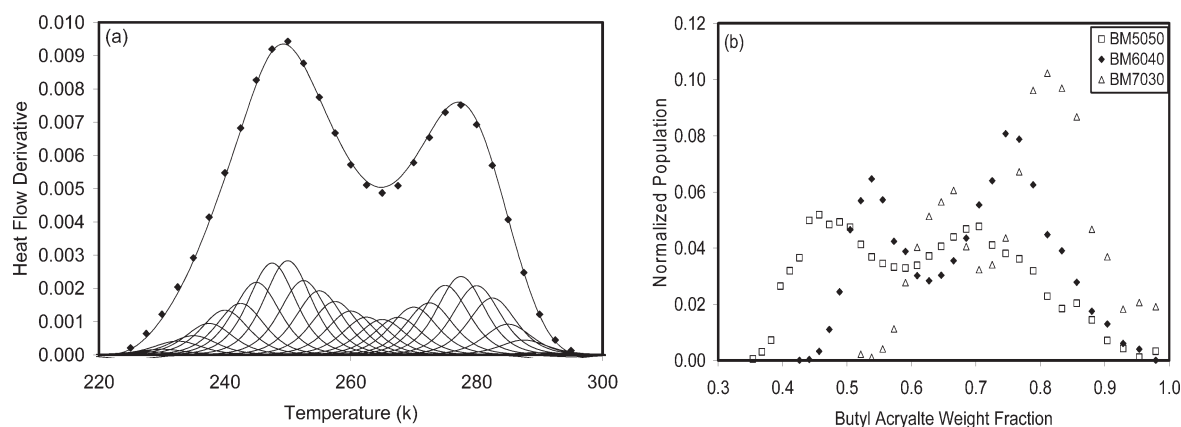 (a)
0.010
0.009
0.008
0.007
0.006
0.005
0.004
0.003
0.002
0.001
0.000
Heat Flow Derivative
220 240 260 280 300
Temperature (k)
(b)
0.12
0.10
0.08
0.06
0.04
0.02
0.00
Normalized Population
BM5050
BM6040
BM7030
0.3 0.4 0.5 0.6 0.7 0.8 0.9 1.0
Butyl Acryalte Weight Fraction